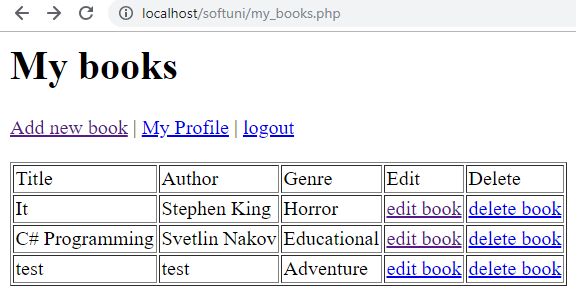 localhost/softuni/my_books.php
My books
Add new book | My Profile | logout
Title Author Genre Edit Delete
It Stephen King Horror edit book delete book
C# Programming Svetlin Nakov Educational edit book delete book
test test Adventure edit book delete book